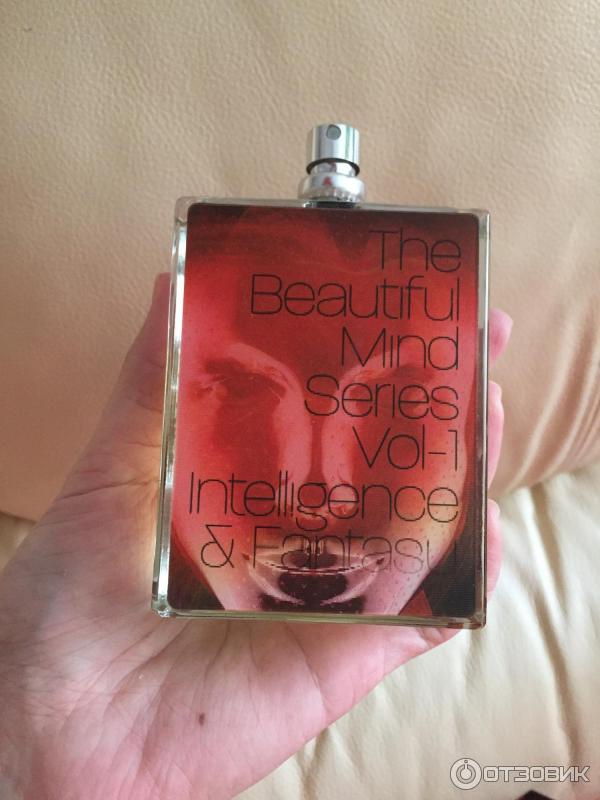 The
Beautiful
Mind
Series
Vol-1
Intelligence
& Fantasy
ОТЗОВИК